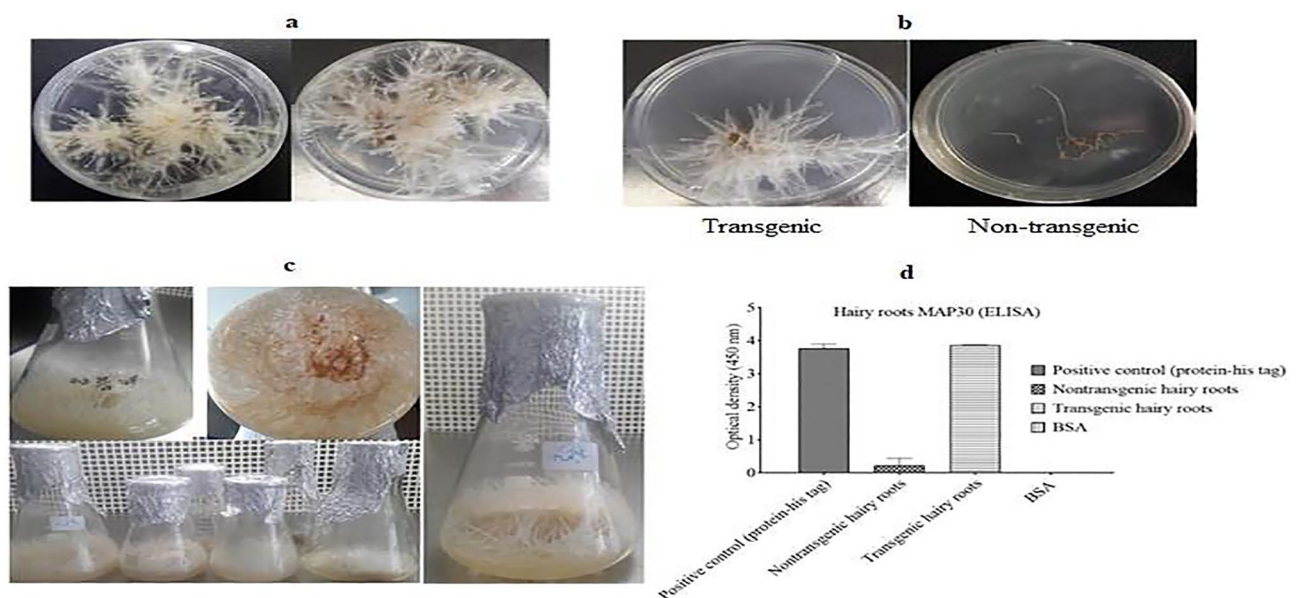 a
b
Transgenic
Non-transgenic
c
d
Hairy roots MAP30 (ELISA)
Optical density (450 nm)
5
4
3
2
1
0
Positive control (protein-his tag)
Nontransgenic hairy roots
Transgenic hairy roots
BSA
Positive control (protein-his tag)
Nontransgenic hairy roots
Transgenic hairy roots
BSA